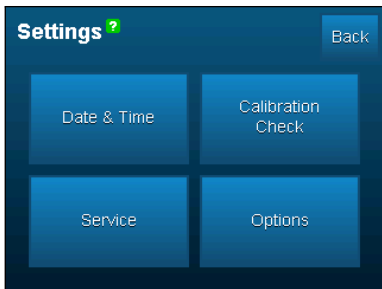 Settings ?
Back
Date & Time
Calibration
Check
Service
Options